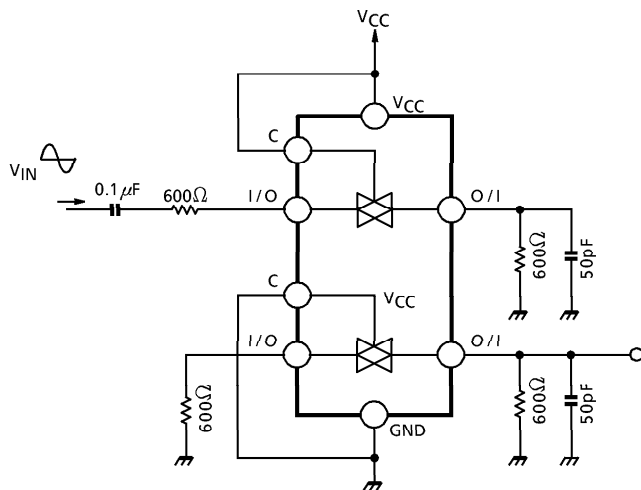 VCC
VCC
C
VIN
0.1μF
600Ω
I/O
O/I
600Ω
50pF
C
VCC
I/O
O/I
600Ω
600Ω
50pF
GND